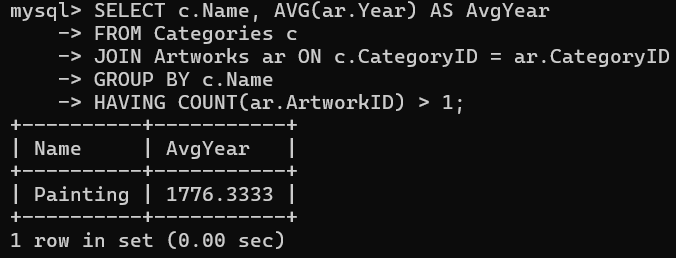 mysql> SELECT c.Name, AVG(ar.Year) AS AvgYear
    -> FROM Categories c
    -> JOIN Artworks ar ON c.CategoryID = ar.CategoryID
    -> GROUP BY c.Name
    -> HAVING COUNT(ar.ArtworkID) > 1;
+----------+-----------+
| Name     | AvgYear   |
+----------+-----------+
| Painting | 1776.3333 |
+----------+-----------+
1 row in set (0.00 sec)